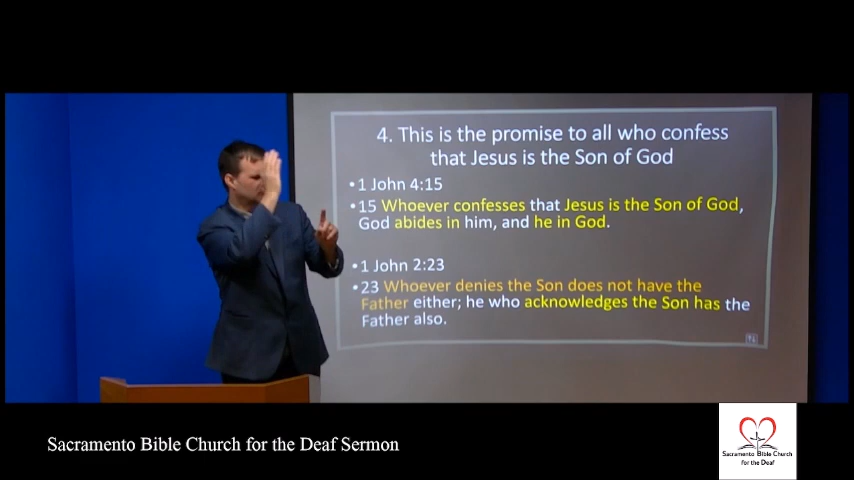 4. This is the promise to all who confess
that Jesus is the Son of God
•1 John 4:15
•15 Whoever confesses that Jesus is the Son of God,
God abides in him, and he in God.
•1 John 2:23
•23 Whoever denies the Son does not have the
Father either; he who acknowledges the Son has the
Father also.
Sacramento Bible Church for the Deaf Sermon
Sacramento Bible Church
for the Deaf